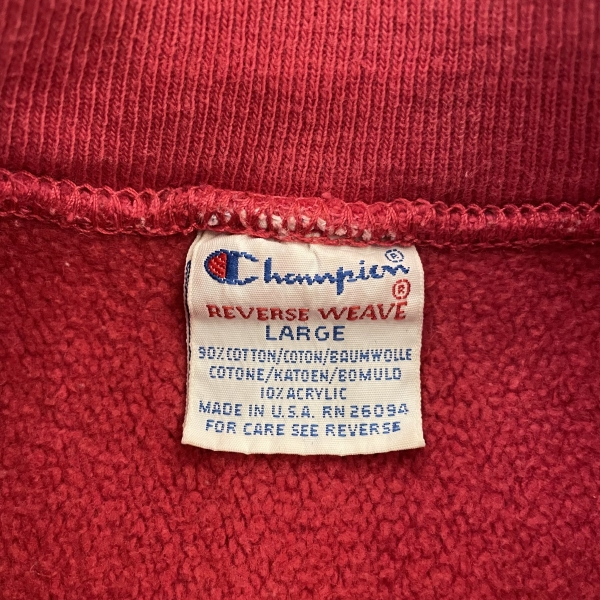 Champion®
REVERSE WEAVE®
LARGE
90% COTTON/COTON/BAUMWOLLE
COTONE/KATOEN/BOMULD
10% ACRYLIC
MADE IN U.S.A. RN 26094
FOR CARE SEE REVERSE